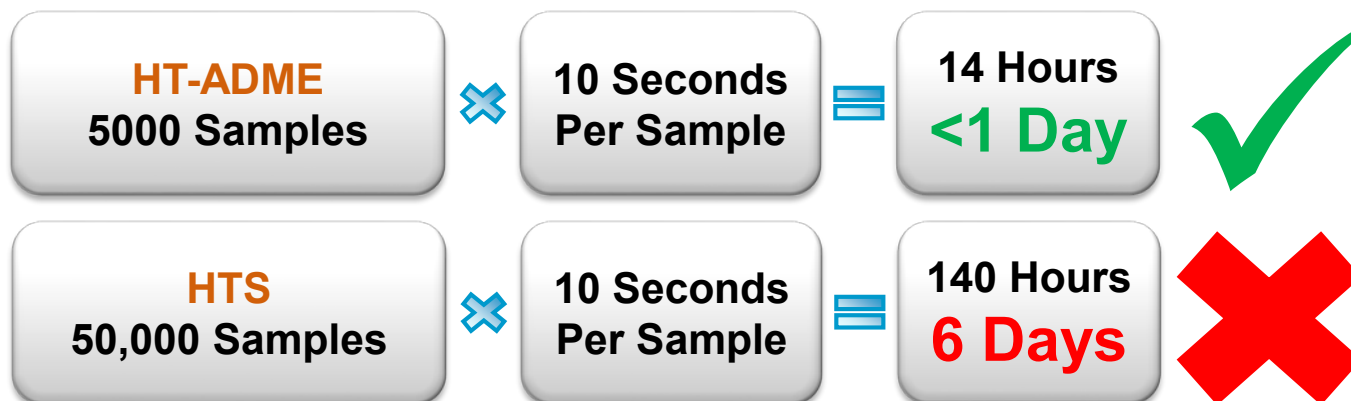 HT-ADME
5000 Samples
10 Seconds
Per Sample
14 Hours
<1 Day
HTS
50,000 Samples
10 Seconds
Per Sample
140 Hours
6 Days